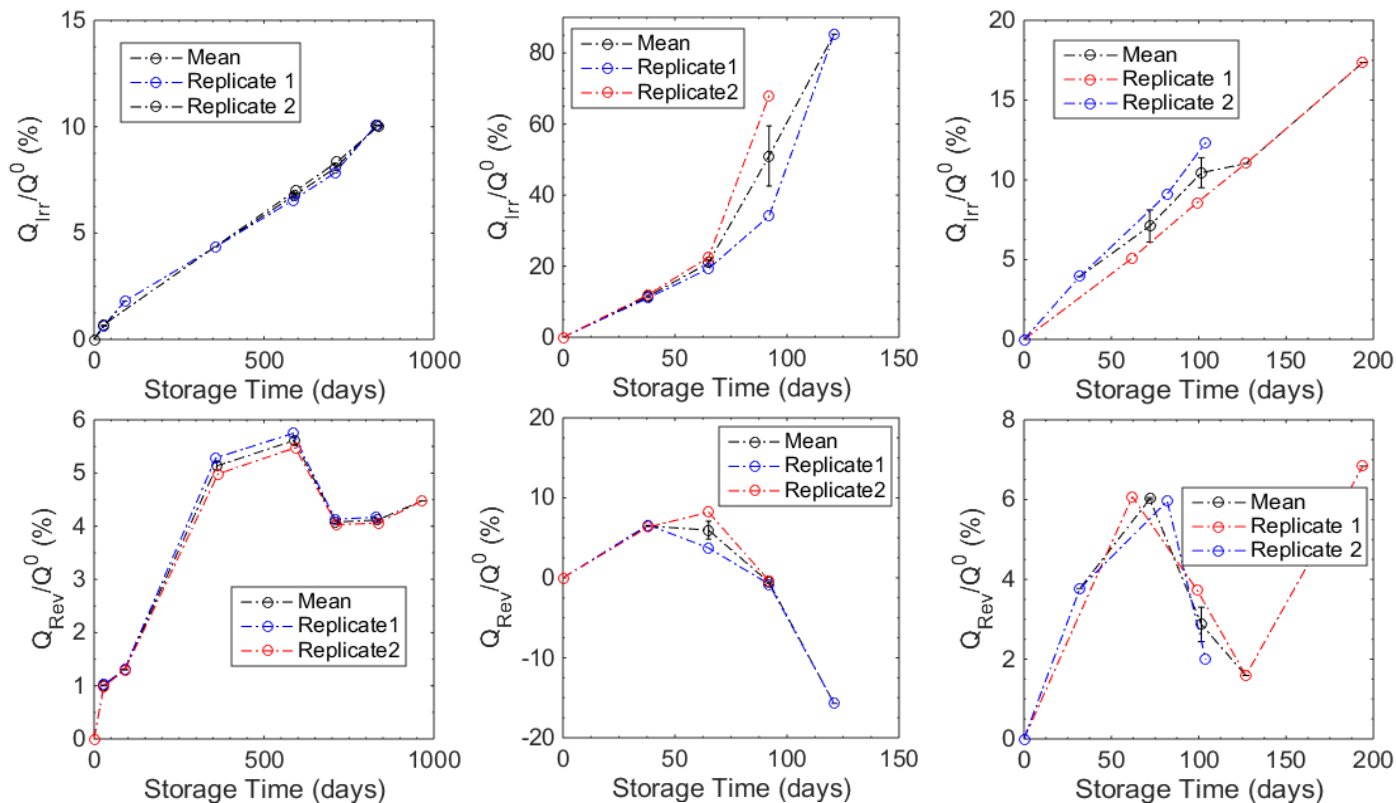 15
10
5
0
Q_Irr/Q^0 (%)
Mean
Replicate 1
Replicate 2
0 500 1000
Storage Time (days)
80
60
40
20
0
Q_Irr/Q^0 (%)
Mean
Replicate1
Replicate2
0 50 100 150
Storage Time (days)
20
15
10
5
0
Q_Irr/Q^0 (%)
Mean
Replicate 1
Replicate 2
0 50 100 150 200
Storage Time (days)
6
5
4
3
2
1
0
Q_Rev/Q^0 (%)
Mean
Replicate1
Replicate2
0 500 1000
Storage Time (days)
20
10
0
-10
-20
Q_Rev/Q^0 (%)
Mean
Replicate1
Replicate2
0 50 100 150
Storage Time (days)
8
6
4
2
0
Q_Rev/Q^0 (%)
Mean
Replicate 1
Replicate 2
0 50 100 150 200
Storage Time (days)